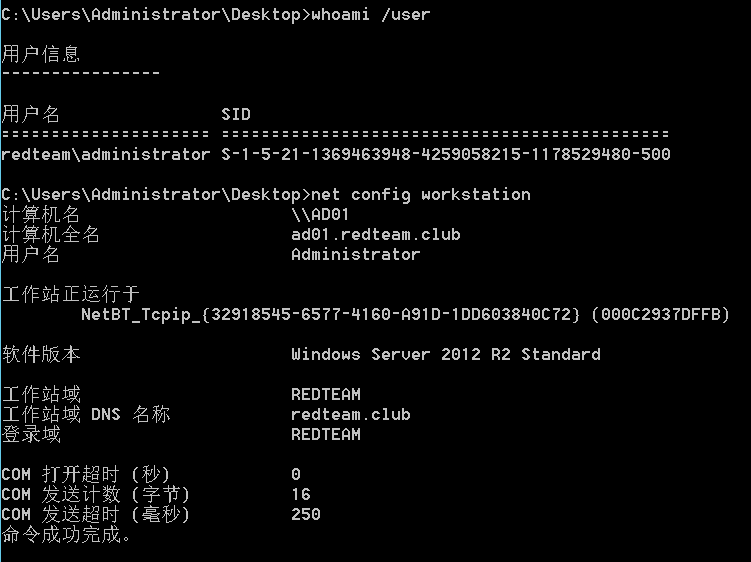 C:\Users\Administrator\Desktop>whoami /user
用户信息
----------------
用户名 SID
===================== =============================================
redteam\administrator S-1-5-21-1369463948-4259058215-1178529480-500
C:\Users\Administrator\Desktop>net config workstation
计算机名 \\AD01
计算机全名 ad01.redteam.club
用户名 Administrator
工作站正运行于
NetBT_Tcpip_{32918545-6577-4160-A91D-1DD603840C72} (000C2937DFFB)
软件版本 Windows Server 2012 R2 Standard
工作站域 REDTEAM
工作站域 DNS 名称 redteam.club
登录域 REDTEAM
COM 打开超时 (秒) 0
COM 发送计数 (字节) 16
COM 发送超时 (毫秒) 250
命令成功完成。